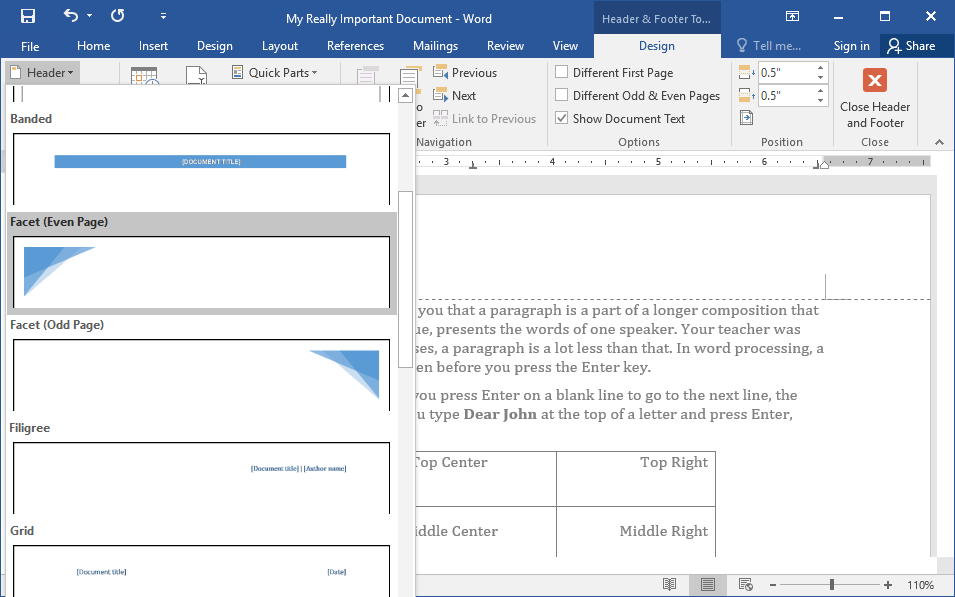 My Really Important Document - Word
Header & Footer To...
File Home Insert Design Layout References Mailings Review View Design Tell me... Sign in Share
Header
Quick Parts
Previous
Next
Link to Previous
Navigation
Different First Page
Different Odd & Even Pages
Show Document Text
Options
0.5"
0.5"
Position
Close Header
and Footer
Close
3 4 5 6 7
Banded
[DOCUMENT TITLE]
Facet (Even Page)
Facet (Odd Page)
Filigree
[Document title] | [Author name]
Grid
[Document title] [Date]
you that a paragraph is a part of a longer composition that
presents the words of one speaker. Your teacher was
a paragraph is a lot less than that. In word processing, a
before you press the Enter key.
you press Enter on a blank line to go to the next line, the
type Dear John at the top of a letter and press Enter,
Top Center Top Right
Center Middle Right
110%